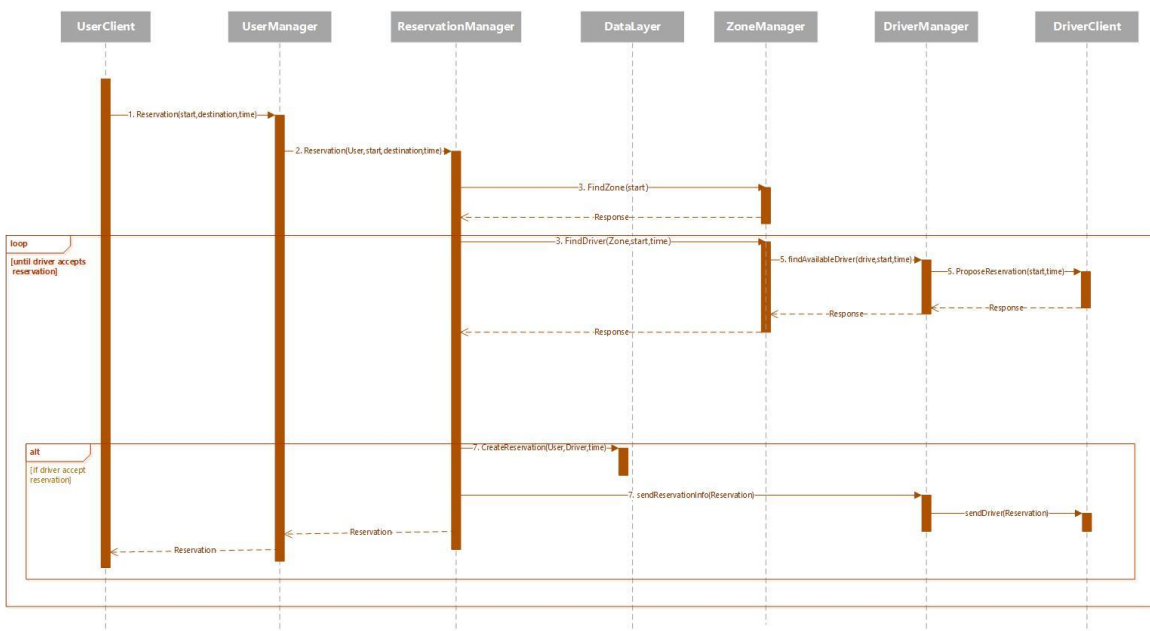 UserClient
UserManager
ReservationManager
DataLayer
ZoneManager
DriverManager
DriverClient
1. Reservation(start,destination,time)
2. Reservation(User,start,destination,time)
3. FindZone(start)
Response
loop
[until driver accepts
reservation]
3. FindDriver(Zone,start,time)
5. findAvailableDriver(drive,start,time)
5. ProposeReservation(start,time)
Response
Response
Response
alt
[if driver accept
reservation]
7. CreateReservation(User,Driver,time)
7. sendReservationInfo(Reservation)
sendDriver(Reservation)
Reservation
Reservation